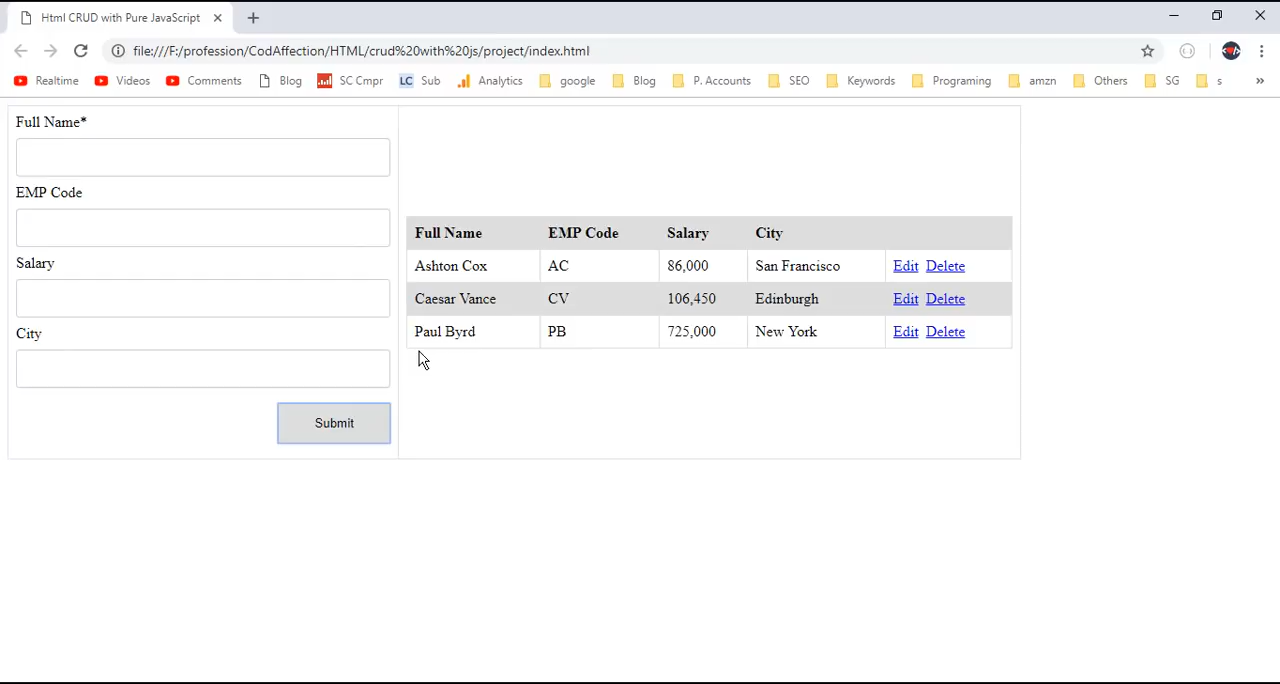 Html CRUD with Pure JavaScript
file:///F:/profession/CodAffection/HTML/crud%20with%20js/project/index.html
Realtime Videos Comments Blog SC Cmpr LC Sub Analytics google Blog P. Accounts SEO Keywords Programing amzn Others SG s »
Full Name*
EMP Code
Salary
City
Submit
Full Name EMP Code Salary City
Ashton Cox AC 86,000 San Francisco Edit Delete
Caesar Vance CV 106,450 Edinburgh Edit Delete
Paul Byrd PB 725,000 New York Edit Delete